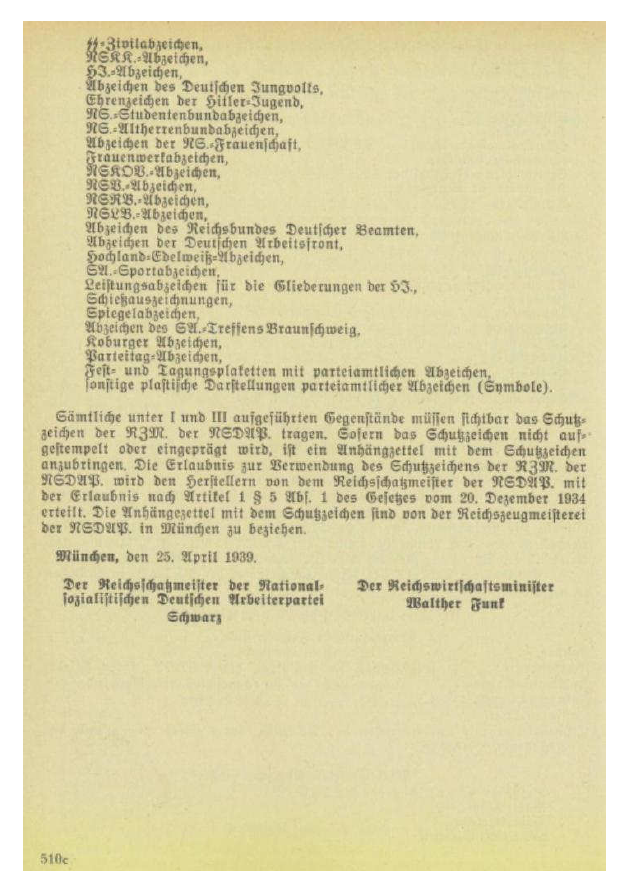 ᛋᛋ-Zivilabzeichen,
NSKK.-Abzeichen,
HJ.-Abzeichen,
Abzeichen des Deutschen Jungvolks,
Ehrenzeichen der Hitler-Jugend,
NS.-Studentenbundabzeichen,
NS.-Altherrenbundabzeichen,
Abzeichen der NS.-Frauenschaft,
Frauenwerkabzeichen,
NSKOV.-Abzeichen,
NSV.-Abzeichen,
NSRB.-Abzeichen,
NSLB.-Abzeichen,
Abzeichen des Reichsbundes Deutscher Beamten,
Abzeichen der Deutschen Arbeitsfront,
Hochland-Edelweiß-Abzeichen,
SA.-Sportabzeichen,
Leistungsabzeichen für die Gliederungen der HJ.,
Schießauszeichnungen,
Spiegelabzeichen,
Abzeichen des SA.-Treffens Braunschweig,
Koburger Abzeichen,
Parteitag-Abzeichen,
Fest- und Tagungsplaketten mit parteiamtlichen Abzeichen,
sonstige plastische Darstellungen parteiamtlicher Abzeichen (Symbole).
Sämtliche unter I und III aufgeführten Gegenstände müssen sichtbar das Schutz-
zeichen der RZM. der NSDAP. tragen. Sofern das Schutzzeichen nicht auf-
gestempelt oder eingeprägt wird, ist ein Anhängzettel mit dem Schutzzeichen
anzubringen. Die Erlaubnis zur Verwendung des Schutzzeichens der RZM. der
NSDAP. wird den Herstellern von dem Reichsschatzmeister der NSDAP. mit
der Erlaubnis nach Artikel 1 § 5 Abs. 1 des Gesetzes vom 20. Dezember 1934
erteilt. Die Anhängezettel mit dem Schutzzeichen sind von der Reichszeugmeisterei
der NSDAP. in München zu beziehen.
München, den 25. April 1939.
Der Reichsschatzmeister der National-
sozialistischen Deutschen Arbeiterpartei
Schwarz
Der Reichswirtschaftsminister
Walther Funk
510c